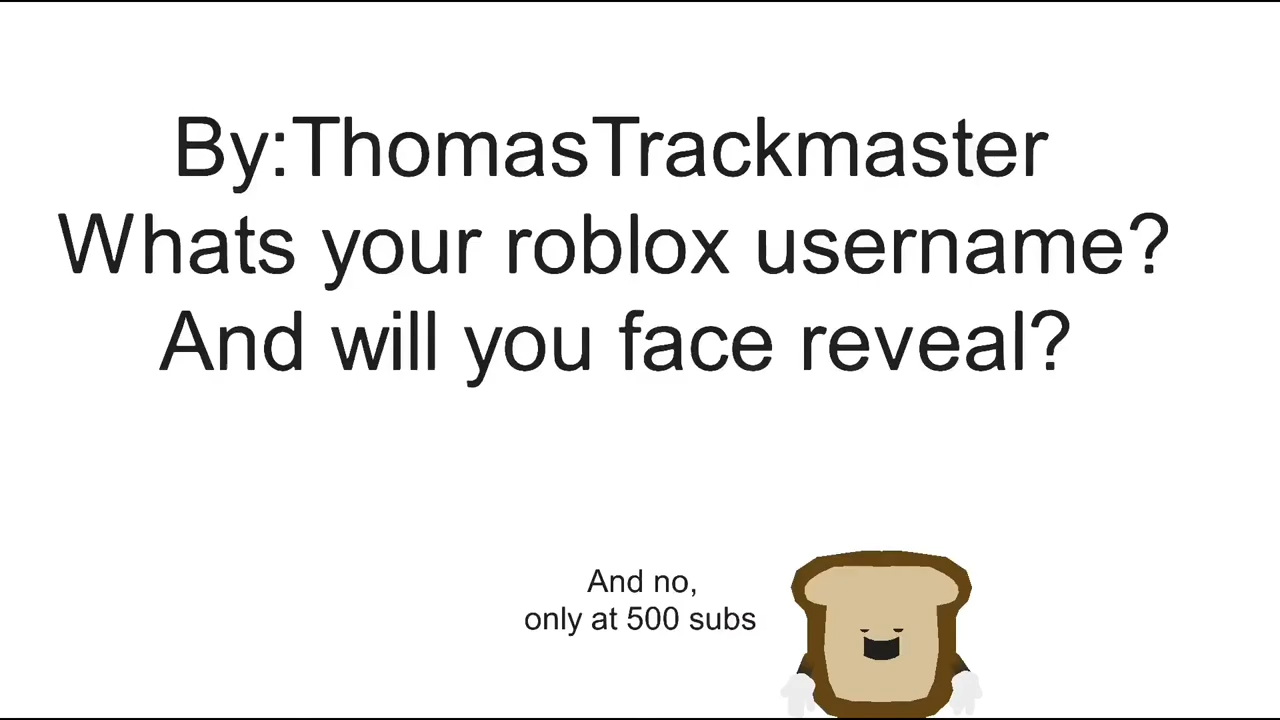 By:ThomasTrackmaster
Whats your roblox username?
And will you face reveal?
And no,
only at 500 subs